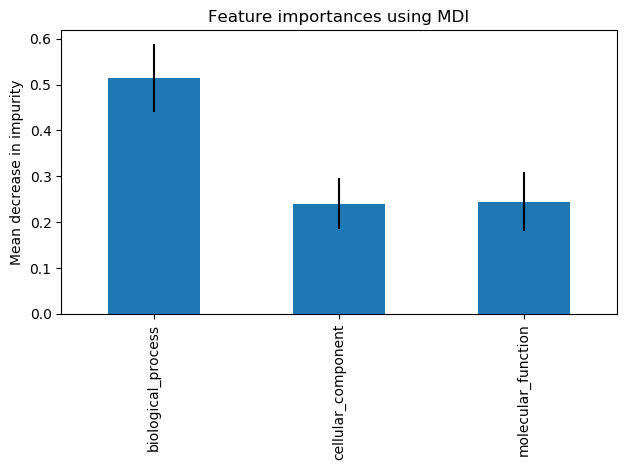 Feature importances using MDI
Mean decrease in impurity
0.6
0.5
0.4
0.3
0.2
0.1
0.0
biological_process
cellular_component
molecular_function